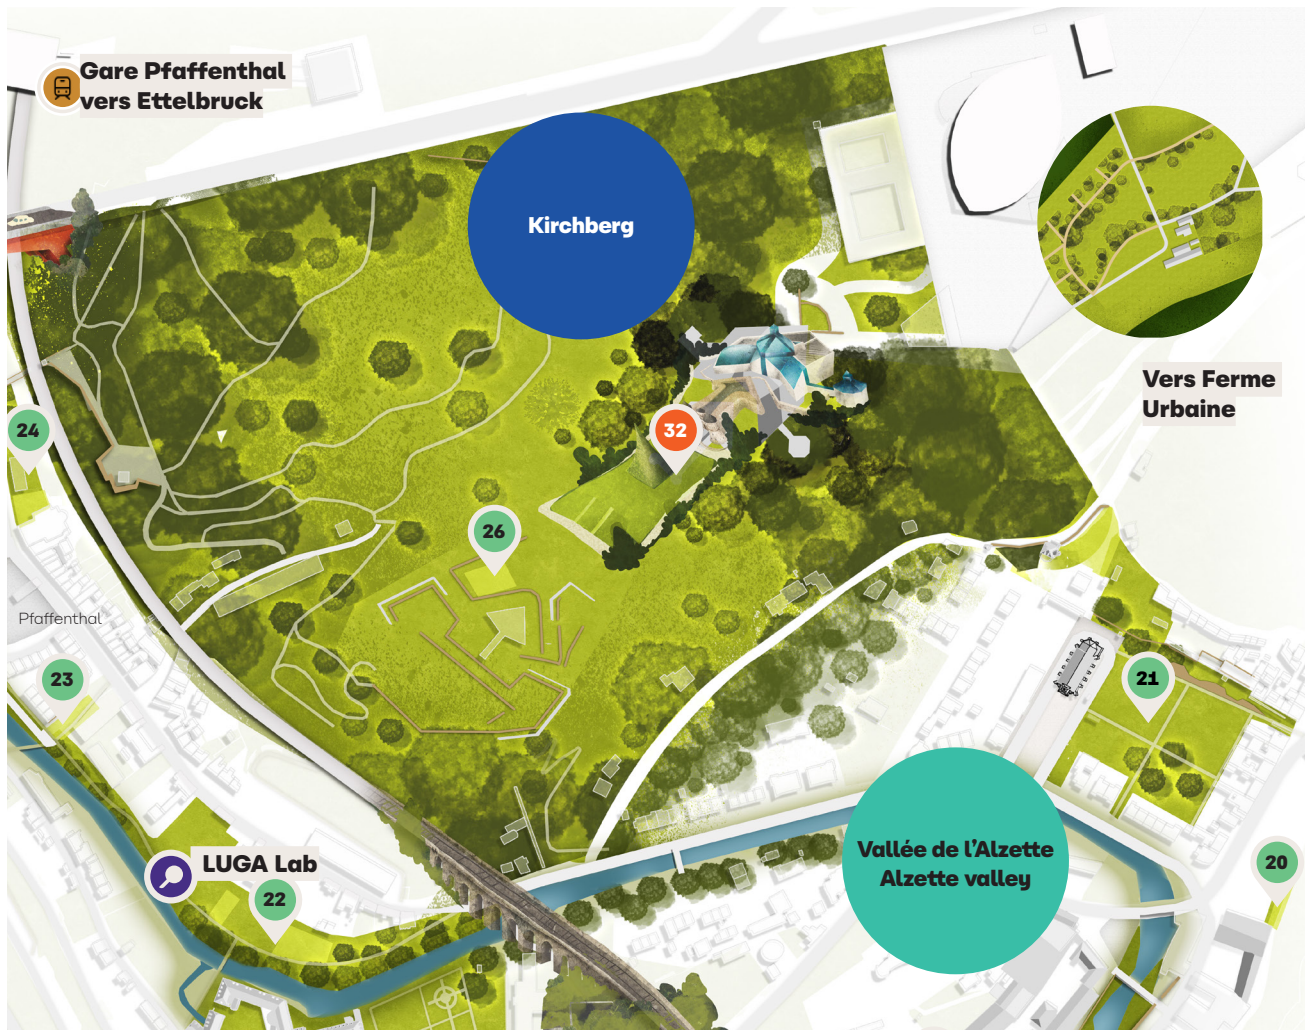 Gare Pfaffenthal
vers Ettelbruck
Kirchberg
Vers Ferme
Urbaine
24
32
26
Pfaffenthal
23
21
LUGA Lab
22
Vallée de l'Alzette
Alzette valley
20